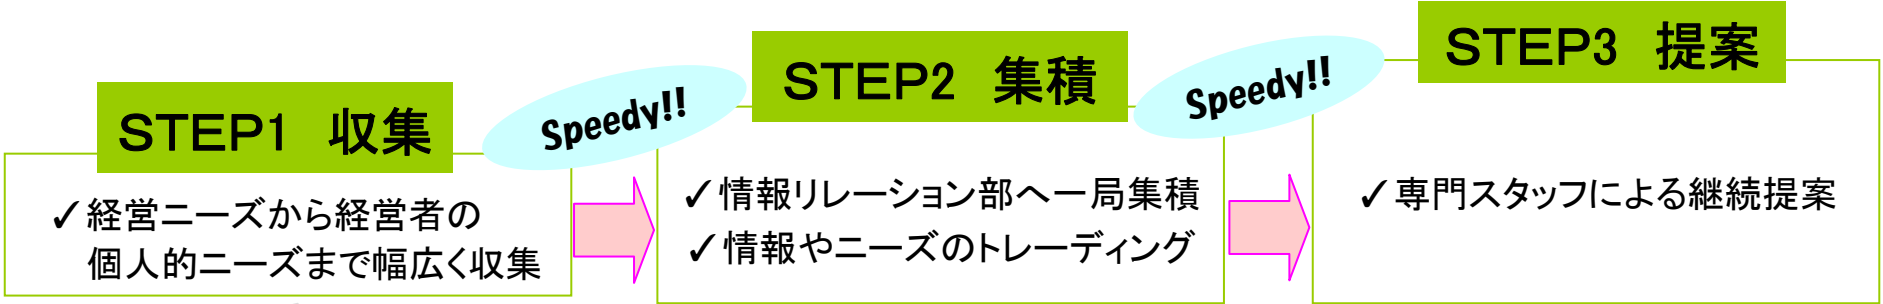 STEP1　収集
Speedy!!
STEP2　集積
Speedy!!
STEP3　提案
✓経営ニーズから経営者の
個人的ニーズまで幅広く収集
✓情報リレーション部へ一局集積
✓情報やニーズのトレーディング
✓専門スタッフによる継続提案